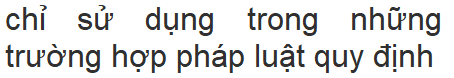 chỉ sử dụng trong những
trường hợp pháp luật quy định